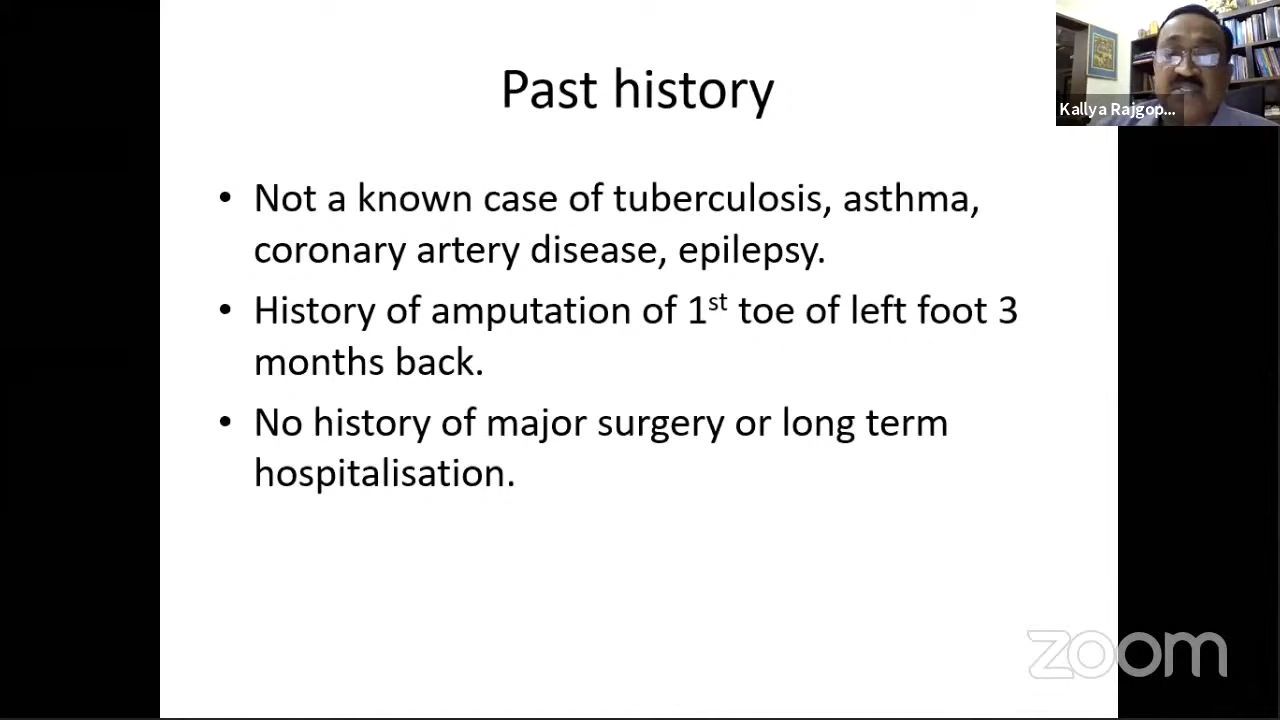 Past history
Kallya Rajgop...
• Not a known case of tuberculosis, asthma,
coronary artery disease, epilepsy.
• History of amputation of 1st toe of left foot 3
months back.
• No history of major surgery or long term
hospitalisation.
zoom